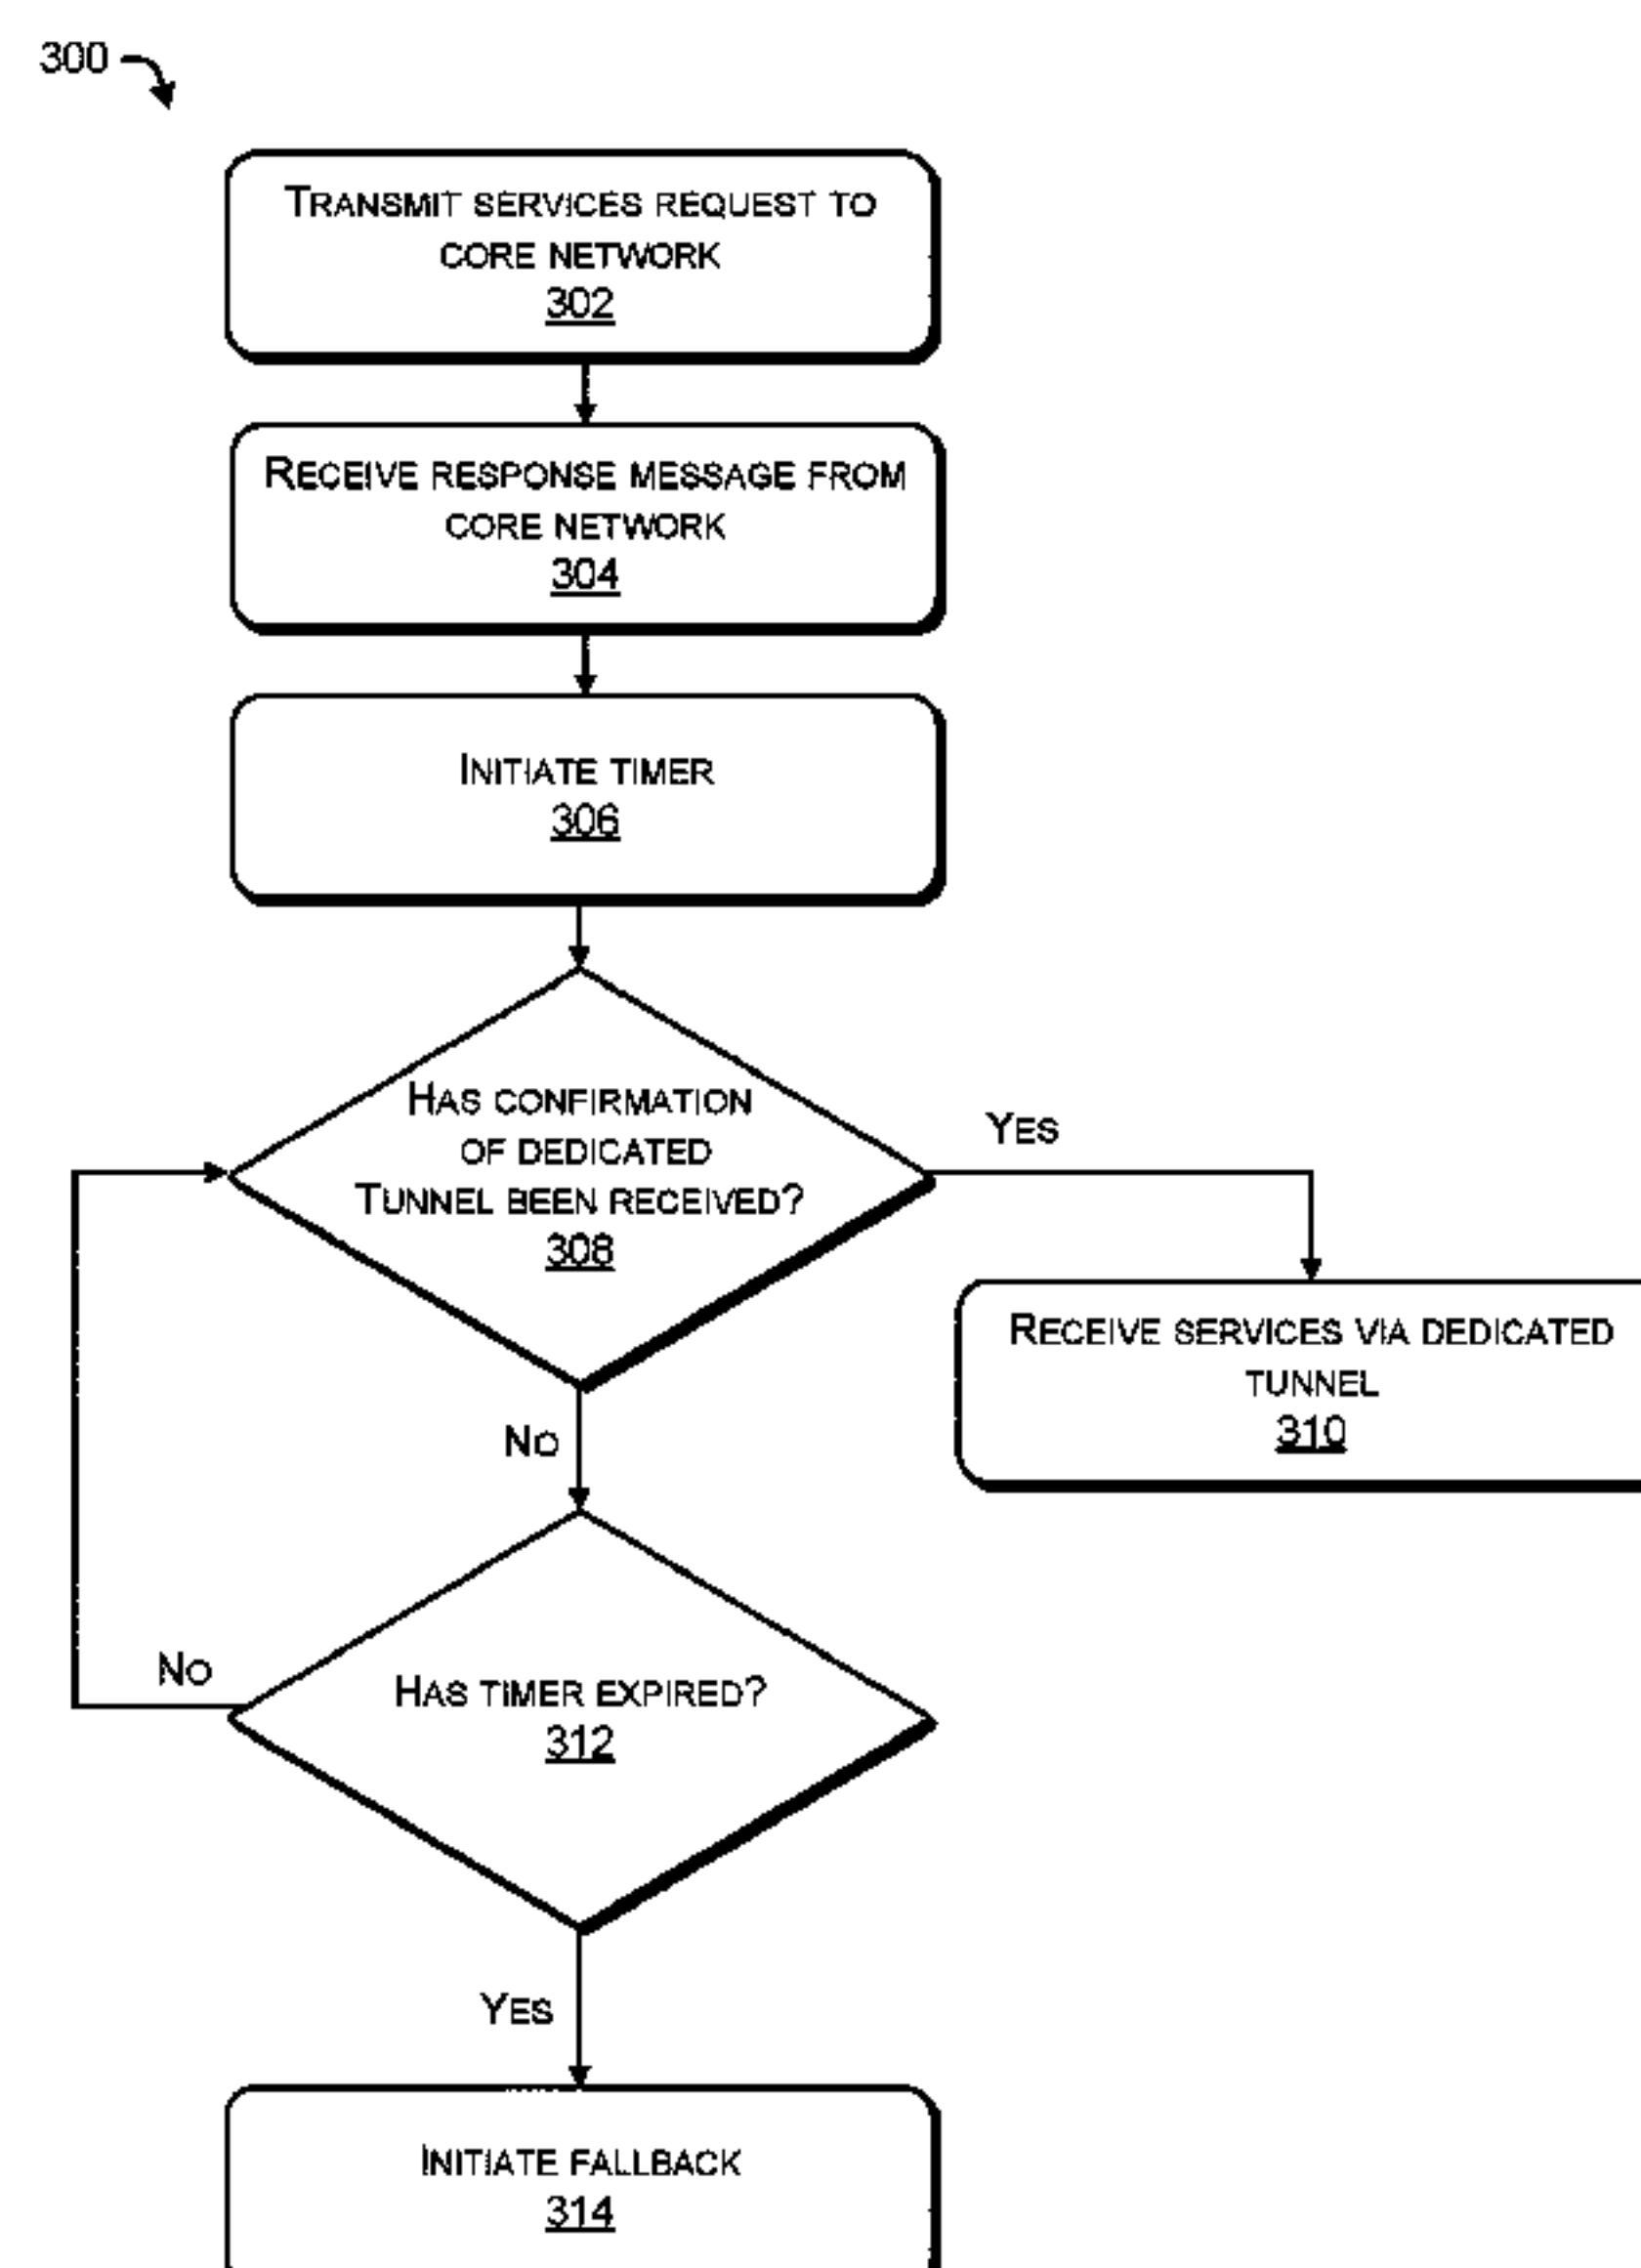 300
TRANSMIT SERVICES REQUEST TO
CORE NETWORK
302
RECEIVE RESPONSE MESSAGE FROM
CORE NETWORK
304
INITIATE TIMER
306
HAS CONFIRMATION
OF DEDICATED
TUNNEL BEEN RECEIVED?
308
YES
RECEIVE SERVICES VIA DEDICATED
TUNNEL
310
NO
NO
HAS TIMER EXPIRED?
312
YES
INITIATE FALLBACK
314